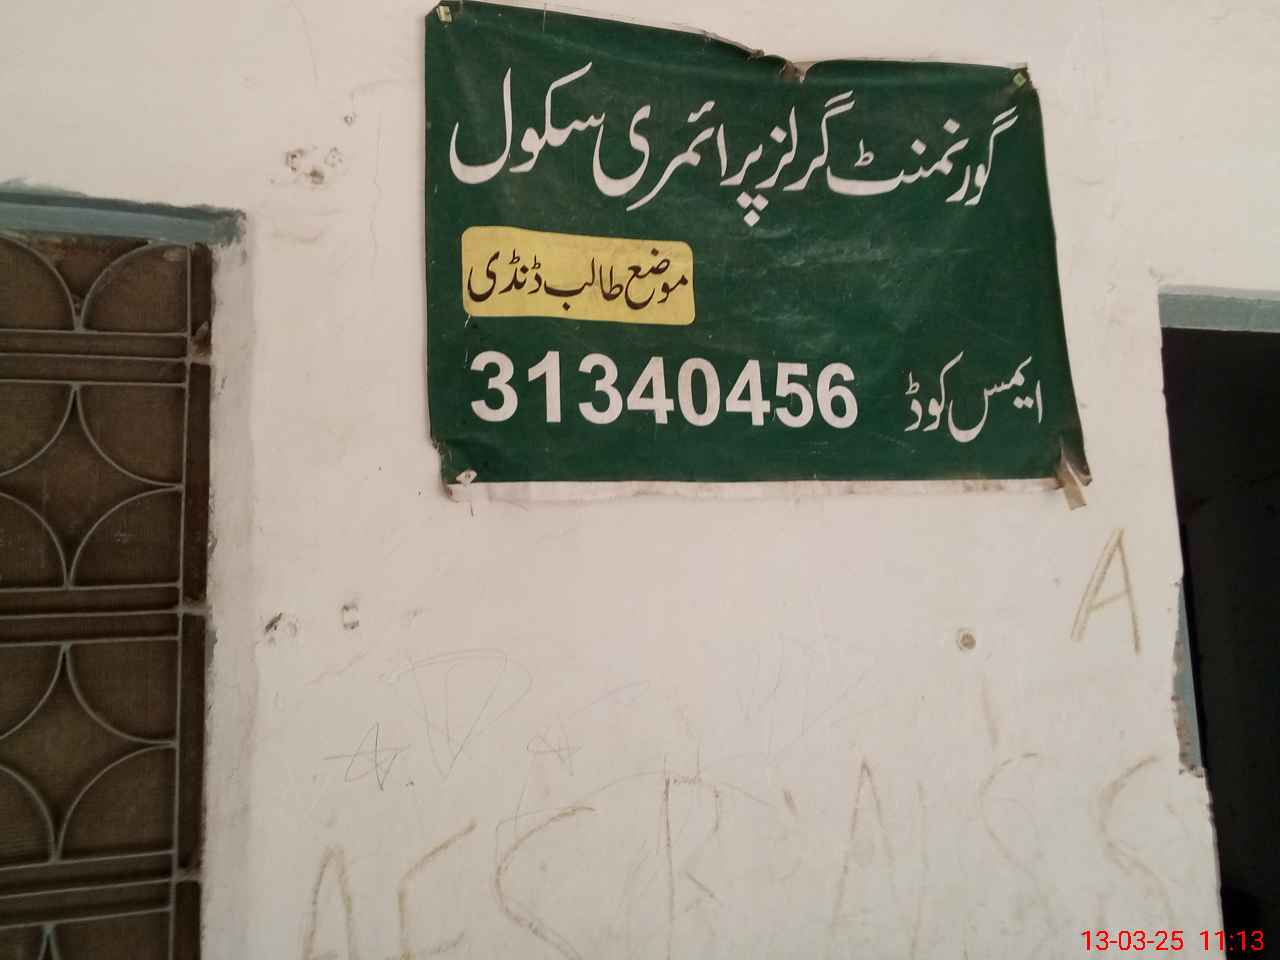 گورنمنٹ گرلز پرائمری سکول
موضع طالب ڈنڈی
ایمس کوڈ 31340456
A
13-03-25 11:13